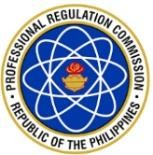 • PROFESSIONAL REGULATION COMMISSION •
REPUBLIC OF THE PHILIPPINES